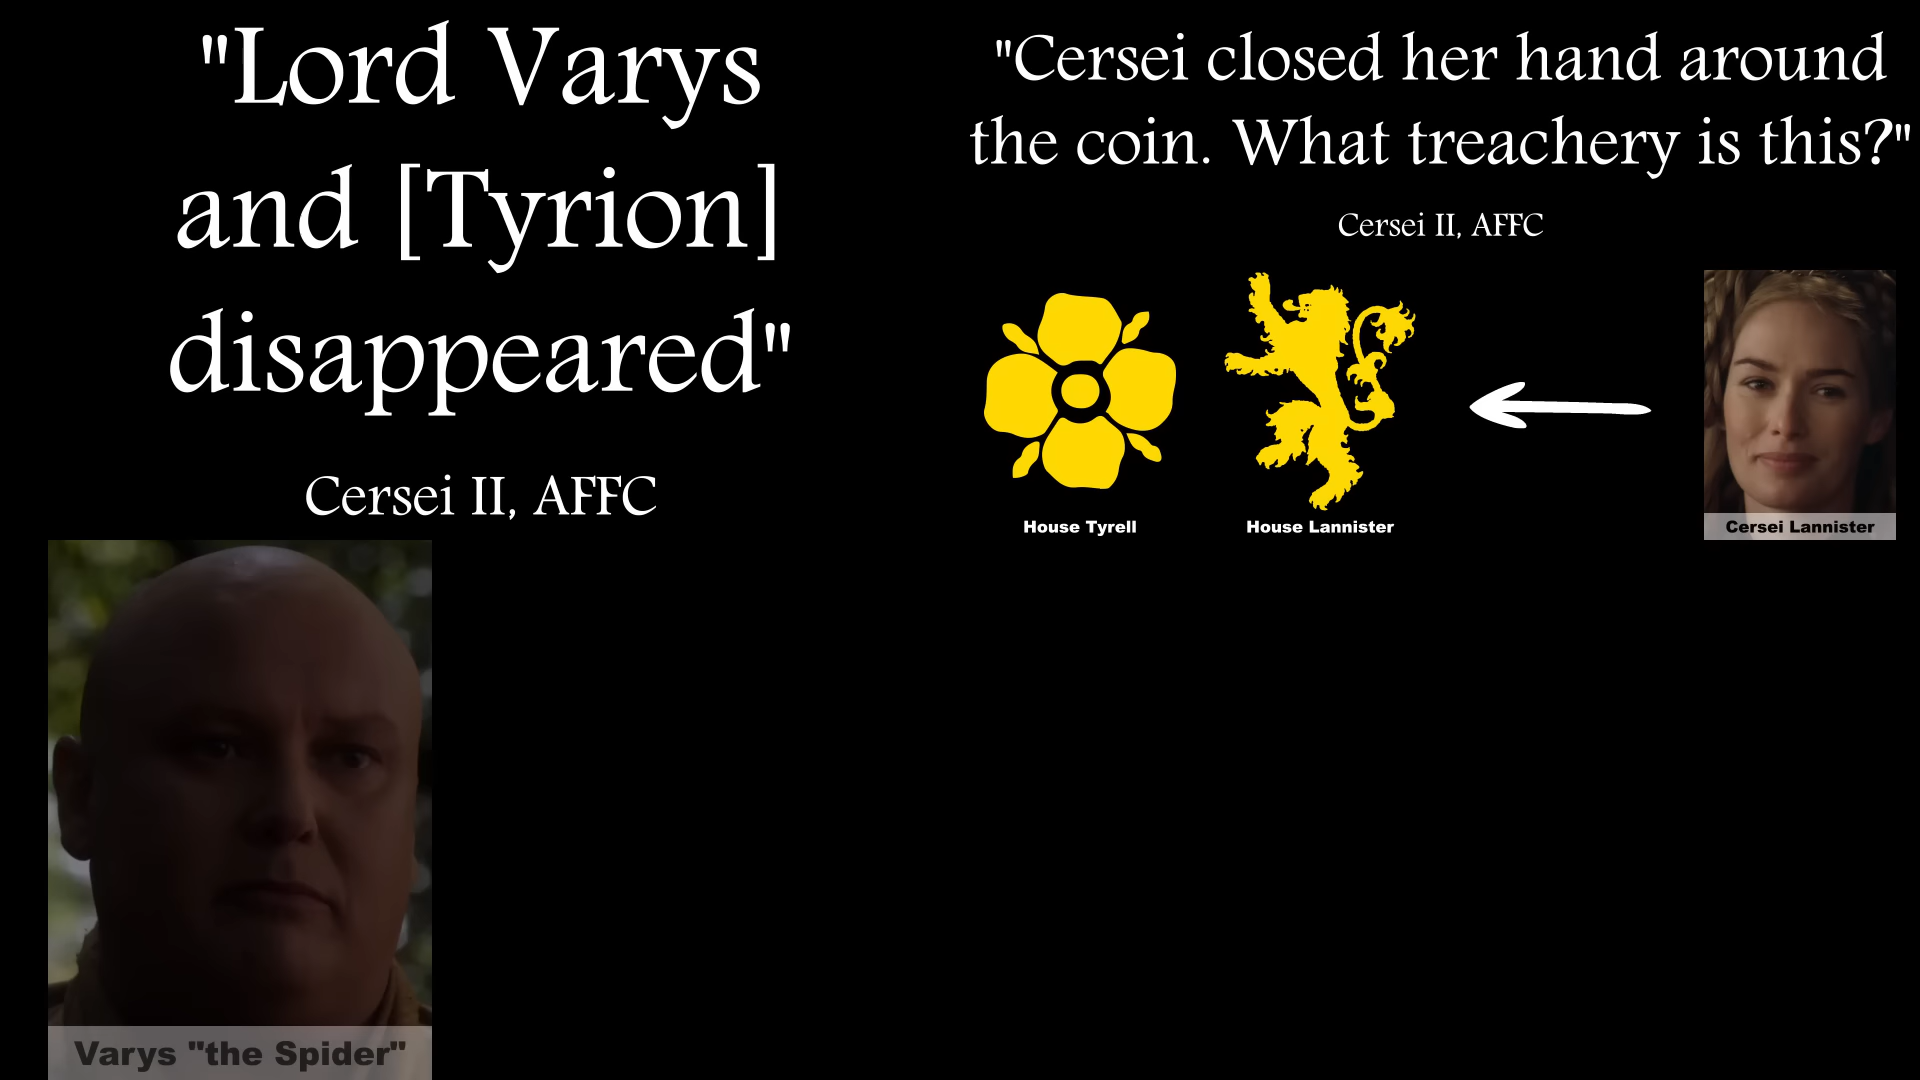 "Lord Varys
and [Tyrion]
disappeared"
Cersei II, AFFC
Varys "the Spider"
"Cersei closed her hand around
the coin. What treachery is this?"
Cersei II, AFFC
House Tyrell
House Lannister
Cersei Lannister